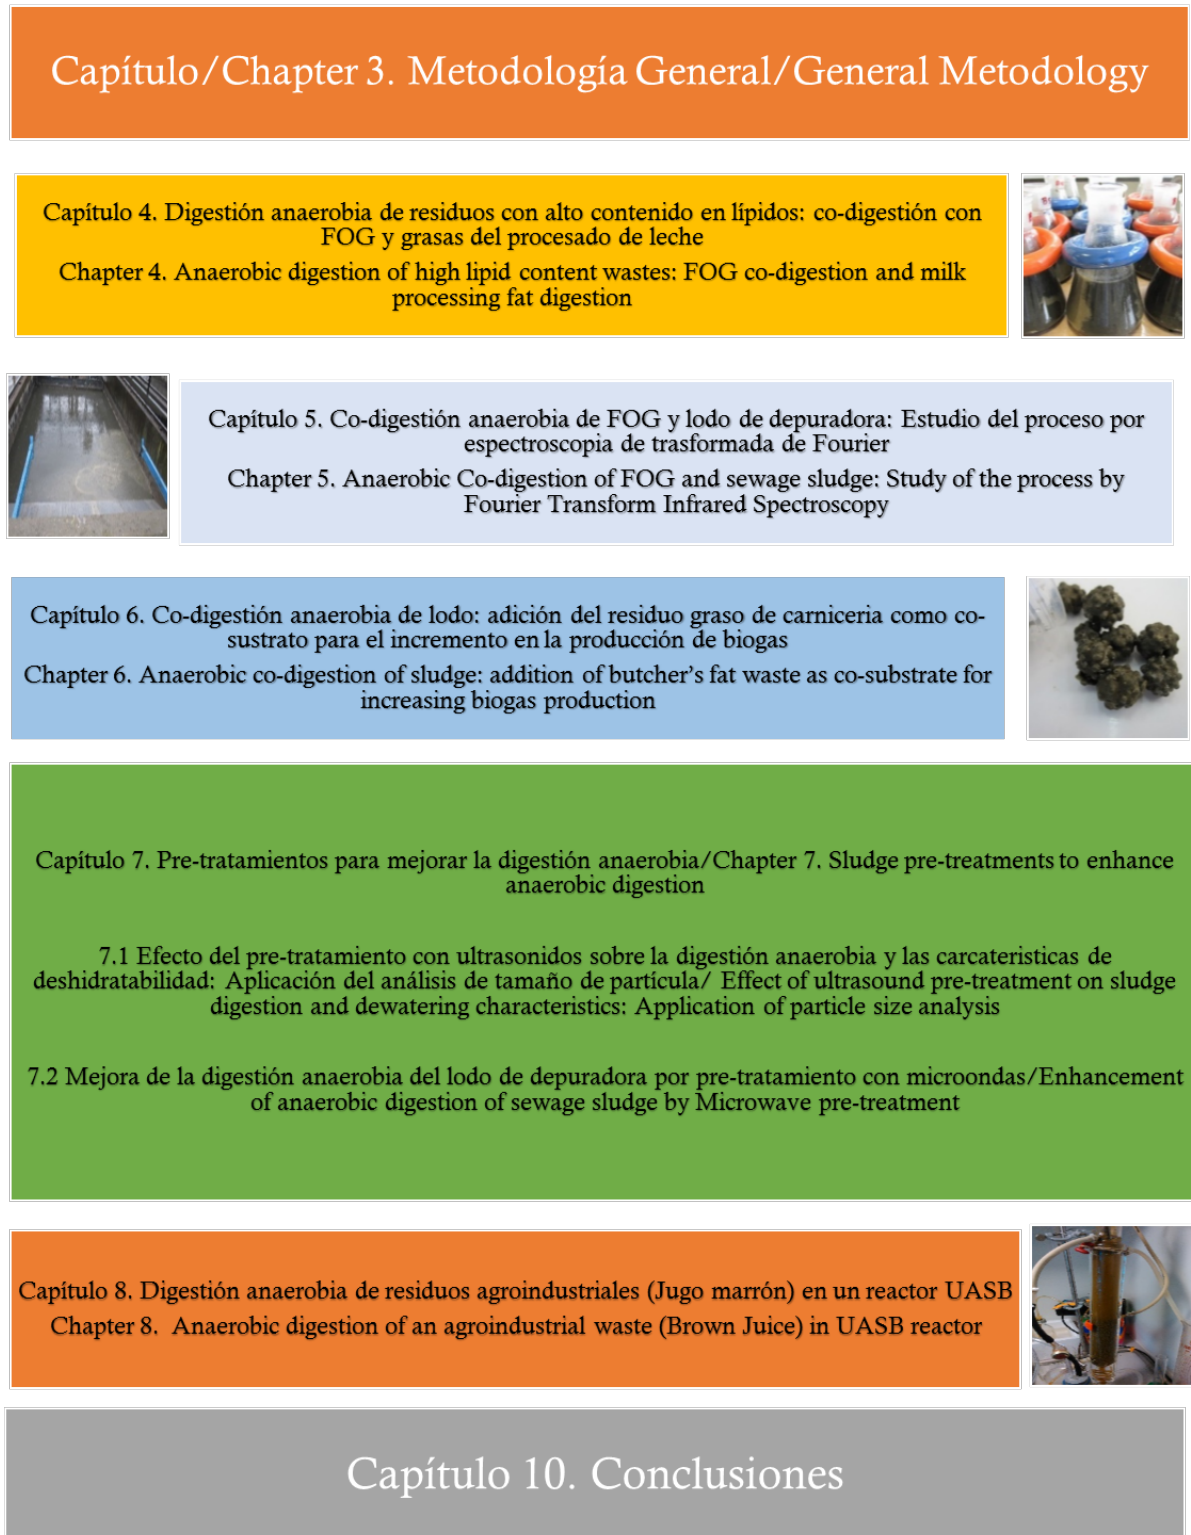 Capítulo/Chapter 3. Metodología General/General Metodology
Capítulo 4. Digestión anaerobia de residuos con alto contenido en lípidos: co-digestión con
FOG y grasas del procesado de leche
Chapter 4. Anaerobic digestion of high lipid content wastes: FOG co-digestion and milk
processing fat digestion
Capítulo 5. Co-digestión anaerobia de FOG y lodo de depuradora: Estudio del proceso por
espectroscopia de trasformada de Fourier
Chapter 5. Anaerobic Co-digestion of FOG and sewage sludge: Study of the process by
Fourier Transform Infrared Spectroscopy
Capítulo 6. Co-digestión anaerobia de lodo: adición del residuo graso de carniceria como co-
sustrato para el incremento en la producción de biogas
Chapter 6. Anaerobic co-digestion of sludge: addition of butcher's fat waste as co-substrate for
increasing biogas production
Capítulo 7. Pre-tratamientos para mejorar la digestión anaerobia/Chapter 7. Sludge pre-treatments to enhance
anaerobic digestion
7.1 Efecto del pre-tratamiento con ultrasonidos sobre la digestión anaerobia y las carcateristicas de
deshidratabilidad: Aplicación del análisis de tamaño de partícula/ Effect of ultrasound pre-treatment on sludge
digestion and dewatering characteristics: Application of particle size analysis
7.2 Mejora de la digestión anaerobia del lodo de depuradora por pre-tratamiento con microondas/Enhancement
of anaerobic digestion of sewage sludge by Microwave pre-treatment
Capítulo 8. Digestión anaerobia de residuos agroindustriales (Jugo marrón) en un reactor UASB
Chapter 8. Anaerobic digestion of an agroindustrial waste (Brown Juice) in UASB reactor
Capítulo 10. Conclusiones